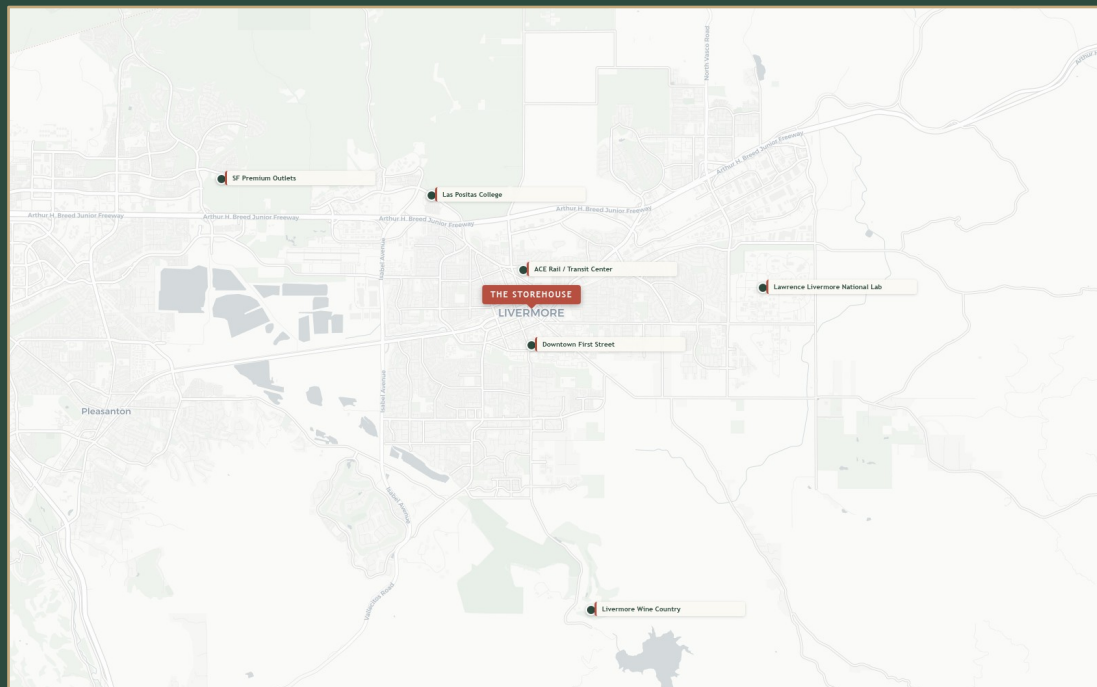 North Vasco Road
Arthur H. Breed Junior Freeway
SF Premium Outlets
Las Positas College
Arthur H. Breed Junior Freeway
Arthur H. Breed Junior Freeway
Arthur H. Breed Junior Freeway
Arthur H. Breed Junior Freeway
Isabel Avenue
ACE Rail / Transit Center
Lawrence Livermore National Lab
THE STOREHOUSE
LIVERMORE
Downtown First Street
Isabel Avenue
Pleasanton
Isabel Avenue
Vallecitos Road
Livermore Wine Country